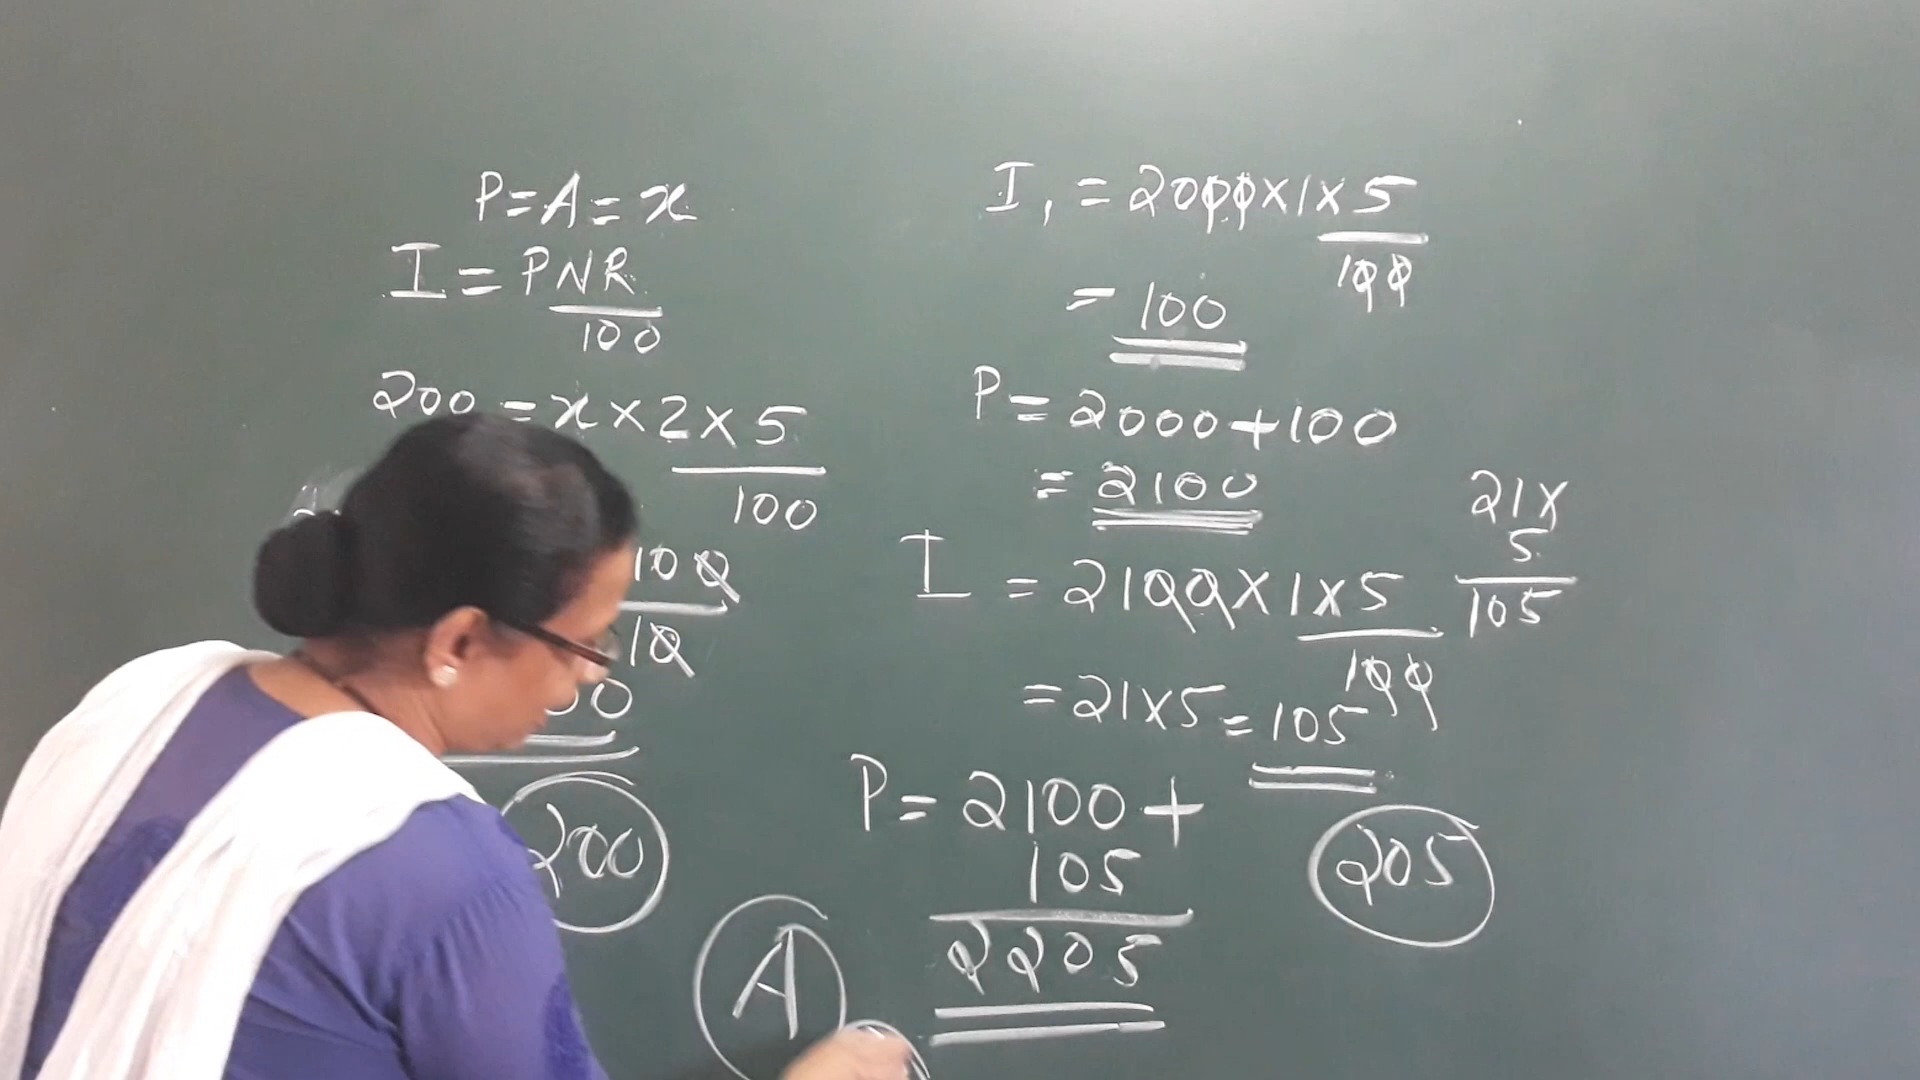 P=A=x
I = PNR
100
200 = x×2×5
100
100
10
00
200
A
I₁ = 2000×1×5
100
= 100
P = 2000+100
= 2100
I = 2100×1×5
100
= 21×5 = 105
21×
5
105
P = 2100+
105
2205
205